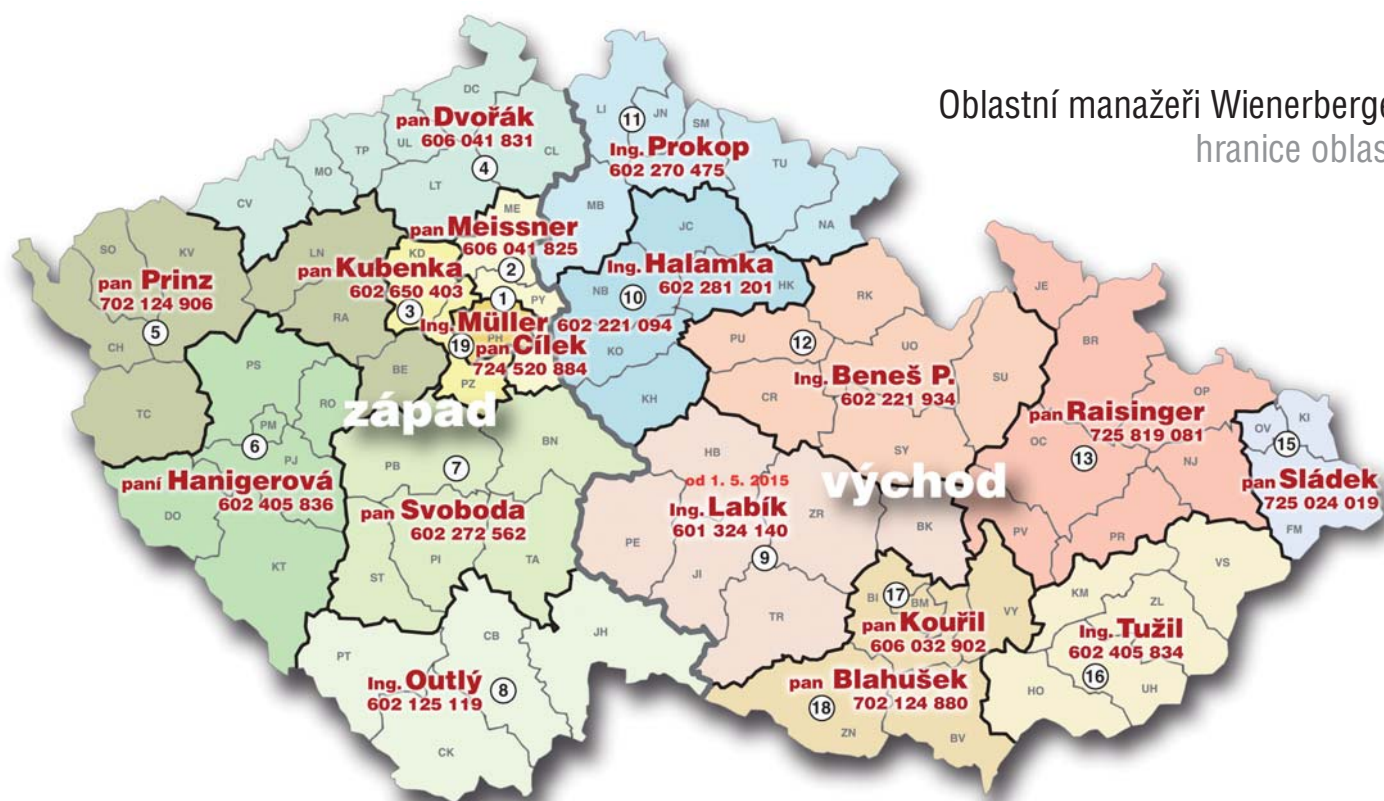 Oblastní manažeři Wienerberge
hranice oblas
DC
LI
JN
SM
TU
NA
MB
11
Ing. Prokop
602 270 475
pan Dvořák
606 041 831
4
UL
TP
MO
CV
LT
CL
SO
KV
pan Prinz
702 124 906
5
CH
TC
LN
RA
BE
ME
pan Meissner
606 041 825
2
KD
pan Kubenka
602 650 403
3
1
PY
Ing. Müller 602 221 094
19
PH
pan Cílek
724 520 884
PZ
JC
Ing. Halamka
602 281 201
NB
10
HK
KO
KH
západ
PS
RO
PM
6
PJ
paní Hanigerová
602 405 836
DO
KT
BN
PB
7
pan Svoboda
602 272 562
ST
PI
TA
PT
CB
JH
Ing. Outlý
602 125 119
8
CK
RK
PU
12
UO
SU
Ing. Beneš P.
602 221 934
CR
SY
východ
HB
od 1. 5. 2015
Ing. Labík
601 324 140
ZR
BK
PE
JI
9
TR
JE
BR
OP
pan Raisinger
725 819 081
OC
13
NJ
PV
PR
OV
KI
15
pan Sládek
725 024 019
FM
BI
17
BM
VY
pan Kouřil
606 032 902
pan Blahušek
702 124 880
18
ZN
BV
KM
ZL
VS
Ing. Tužil
602 405 834
HO
16
UH